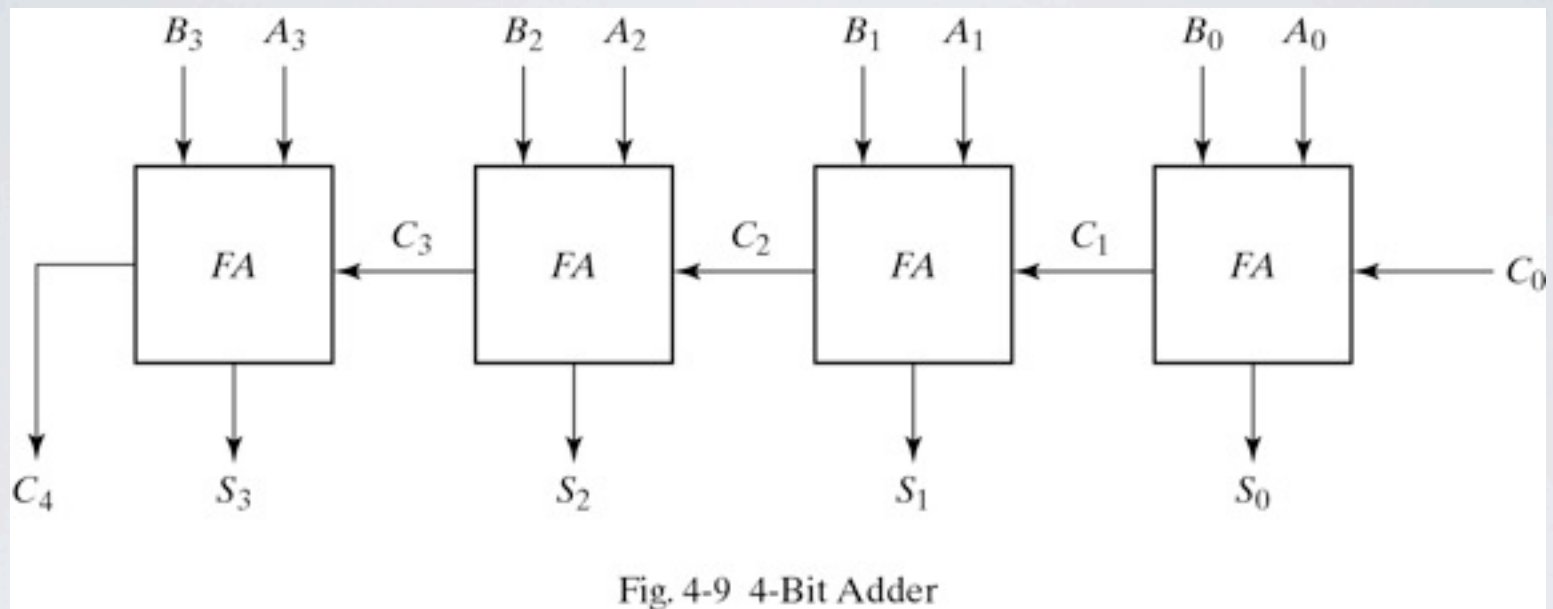 B₃ A₃ B₂ A₂ B₁ A₁ B₀ A₀
C₃ C₂ C₁
FA FA FA FA C₀
C₄ S₃ S₂ S₁ S₀
Fig. 4-9 4-Bit Adder